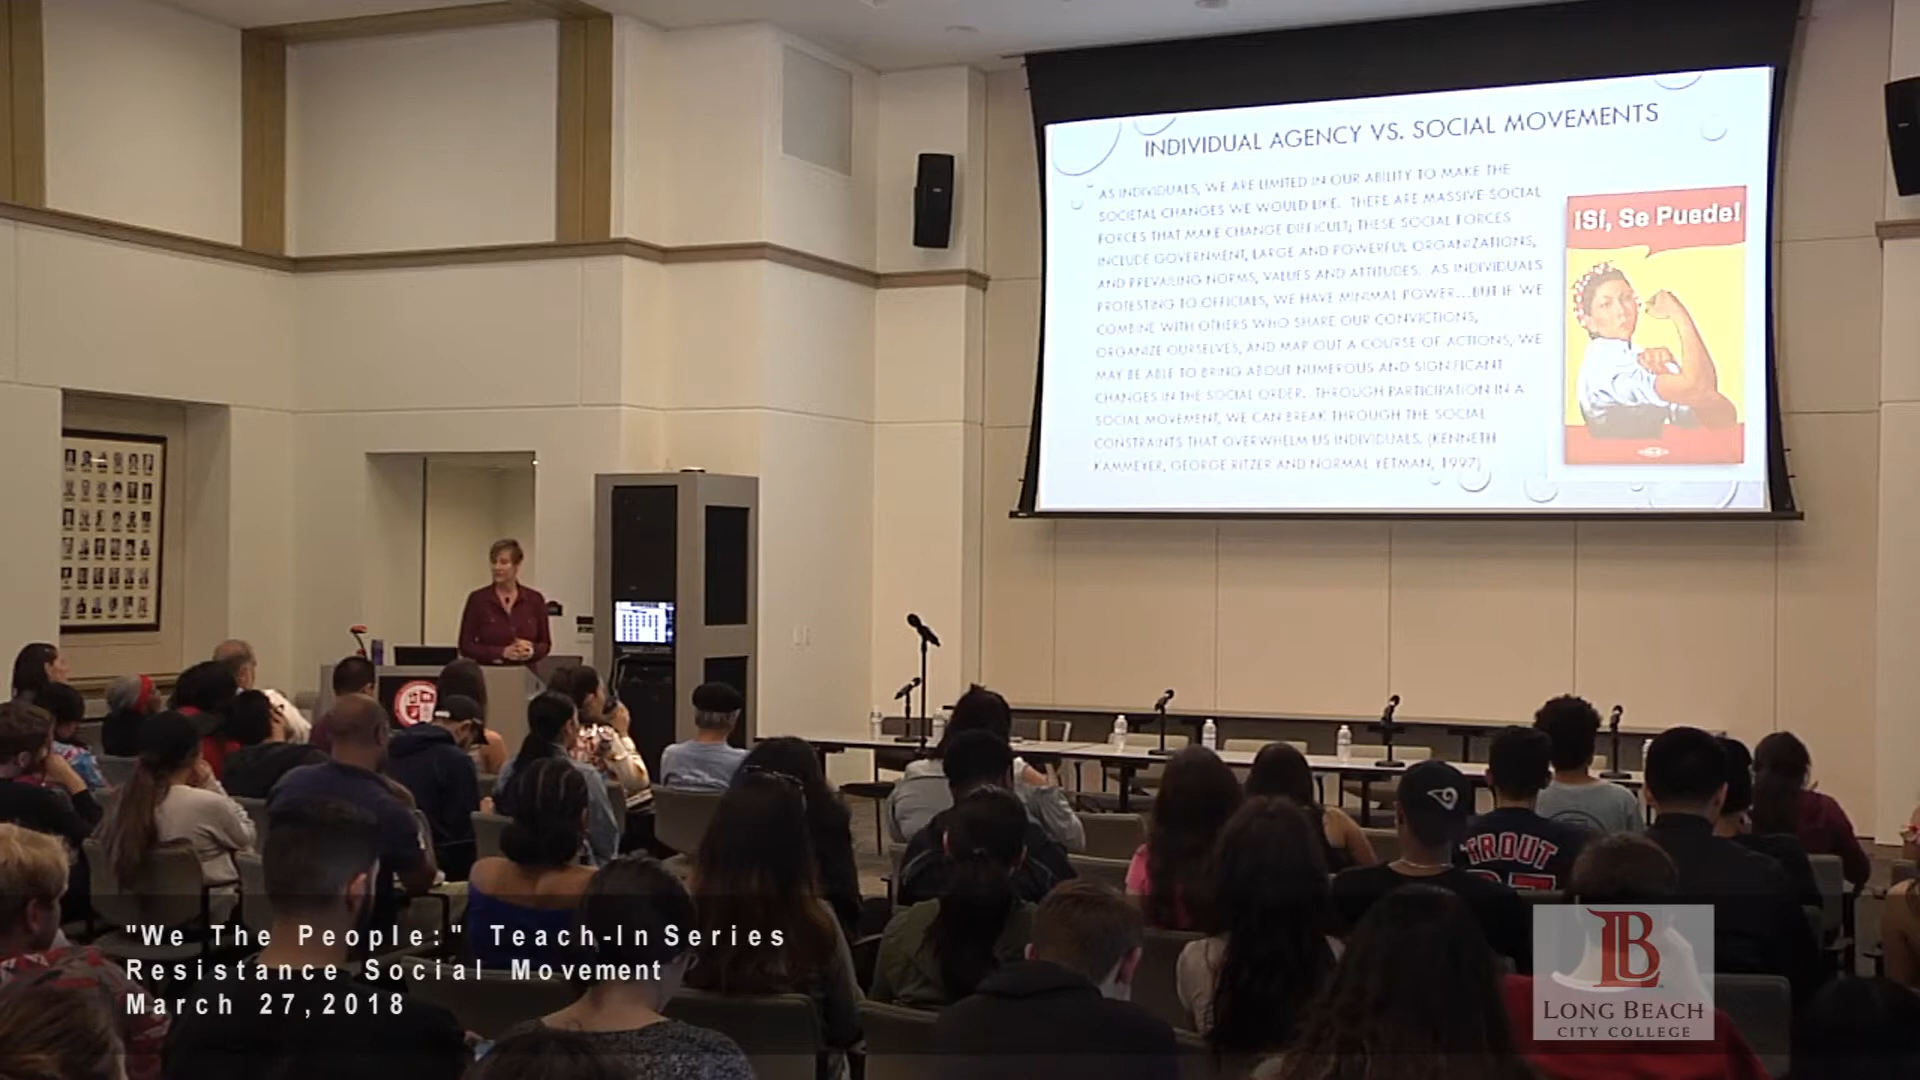 INDIVIDUAL AGENCY VS. SOCIAL MOVEMENTS
AS INDIVIDUALS, WE ARE LIMITED IN OUR ABILITY TO MAKE THE
SOCIETAL CHANGES WE WOULD LIKE. THERE ARE MASSIVE SOCIAL
FORCES THAT MAKE CHANGE DIFFICULT; THESE SOCIAL FORCES
INCLUDE GOVERNMENT, LARGE AND POWERFUL ORGANIZATIONS,
AND PREVAILING NORMS, VALUES AND ATTITUDES. AS INDIVIDUALS
PROTESTING TO OFFICIALS, WE HAVE MINIMAL POWER...BUT IF WE
COMBINE WITH OTHERS WHO SHARE OUR CONVICTIONS,
ORGANIZE OURSELVES, AND MAP OUT A COURSE OF ACTIONS, WE
MAY BE ABLE TO BRING ABOUT NUMEROUS AND SIGNIFICANT
CHANGES IN THE SOCIAL ORDER. THROUGH PARTICIPATION IN A
SOCIAL MOVEMENT, WE CAN BREAK THROUGH THE SOCIAL
CONSTRAINTS THAT OVERWHELM US INDIVIDUALS. (KENNETH
KAMMEYER, GEORGE RITZER AND NORMAL YETMAN, 1997)
¡Sí, Se Puede!
TROUT
"We The People:" Teach-In Series
Resistance Social Movement
March 27,2018
LB
LONG BEACH
CITY COLLEGE